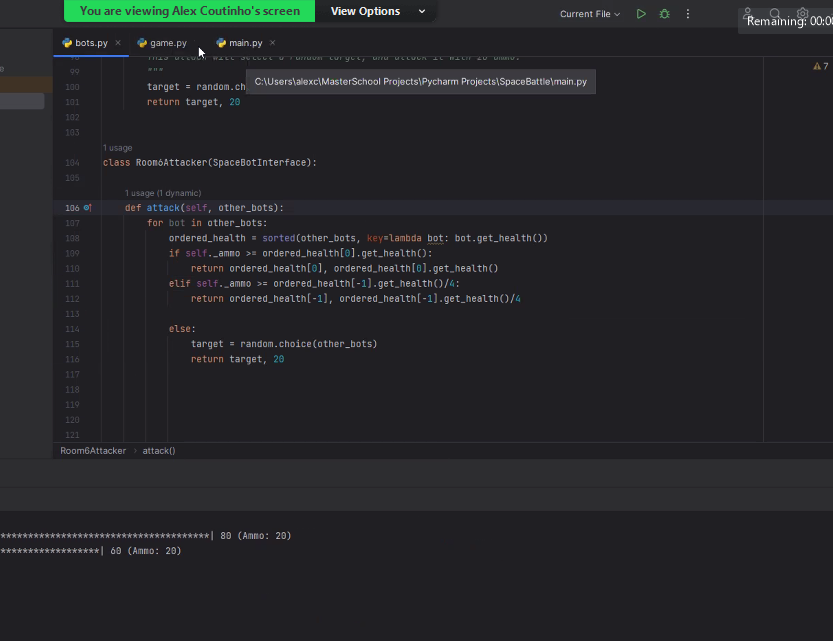 You are viewing Alex Coutinho's screen
View Options
Current File
Remaining: 00:0
bots.py
game.py
main.py
98 This attack will select a random target, and attack it with 20 ammo.
7
99 """
C:\Users\alexc\MasterSchool Projects\Pycharm Projects\SpaceBattle\main.py
100 target = random.ch
101 return target, 20
102
103
1 usage
104 class Room6Attacker(SpaceBotInterface):
105
1 usage (1 dynamic)
106 def attack(self, other_bots):
107 for bot in other_bots:
108 ordered_health = sorted(other_bots, key=lambda bot: bot.get_health())
109 if self._ammo >= ordered_health[0].get_health():
110 return ordered_health[0], ordered_health[0].get_health()
111 elif self._ammo >= ordered_health[-1].get_health()/4:
112 return ordered_health[-1], ordered_health[-1].get_health()/4
113
114 else:
115 target = random.choice(other_bots)
116 return target, 20
117
118
119
120
121
Room6Attacker › attack()
**************************************| 80 (Ammo: 20)
******************| 60 (Ammo: 20)